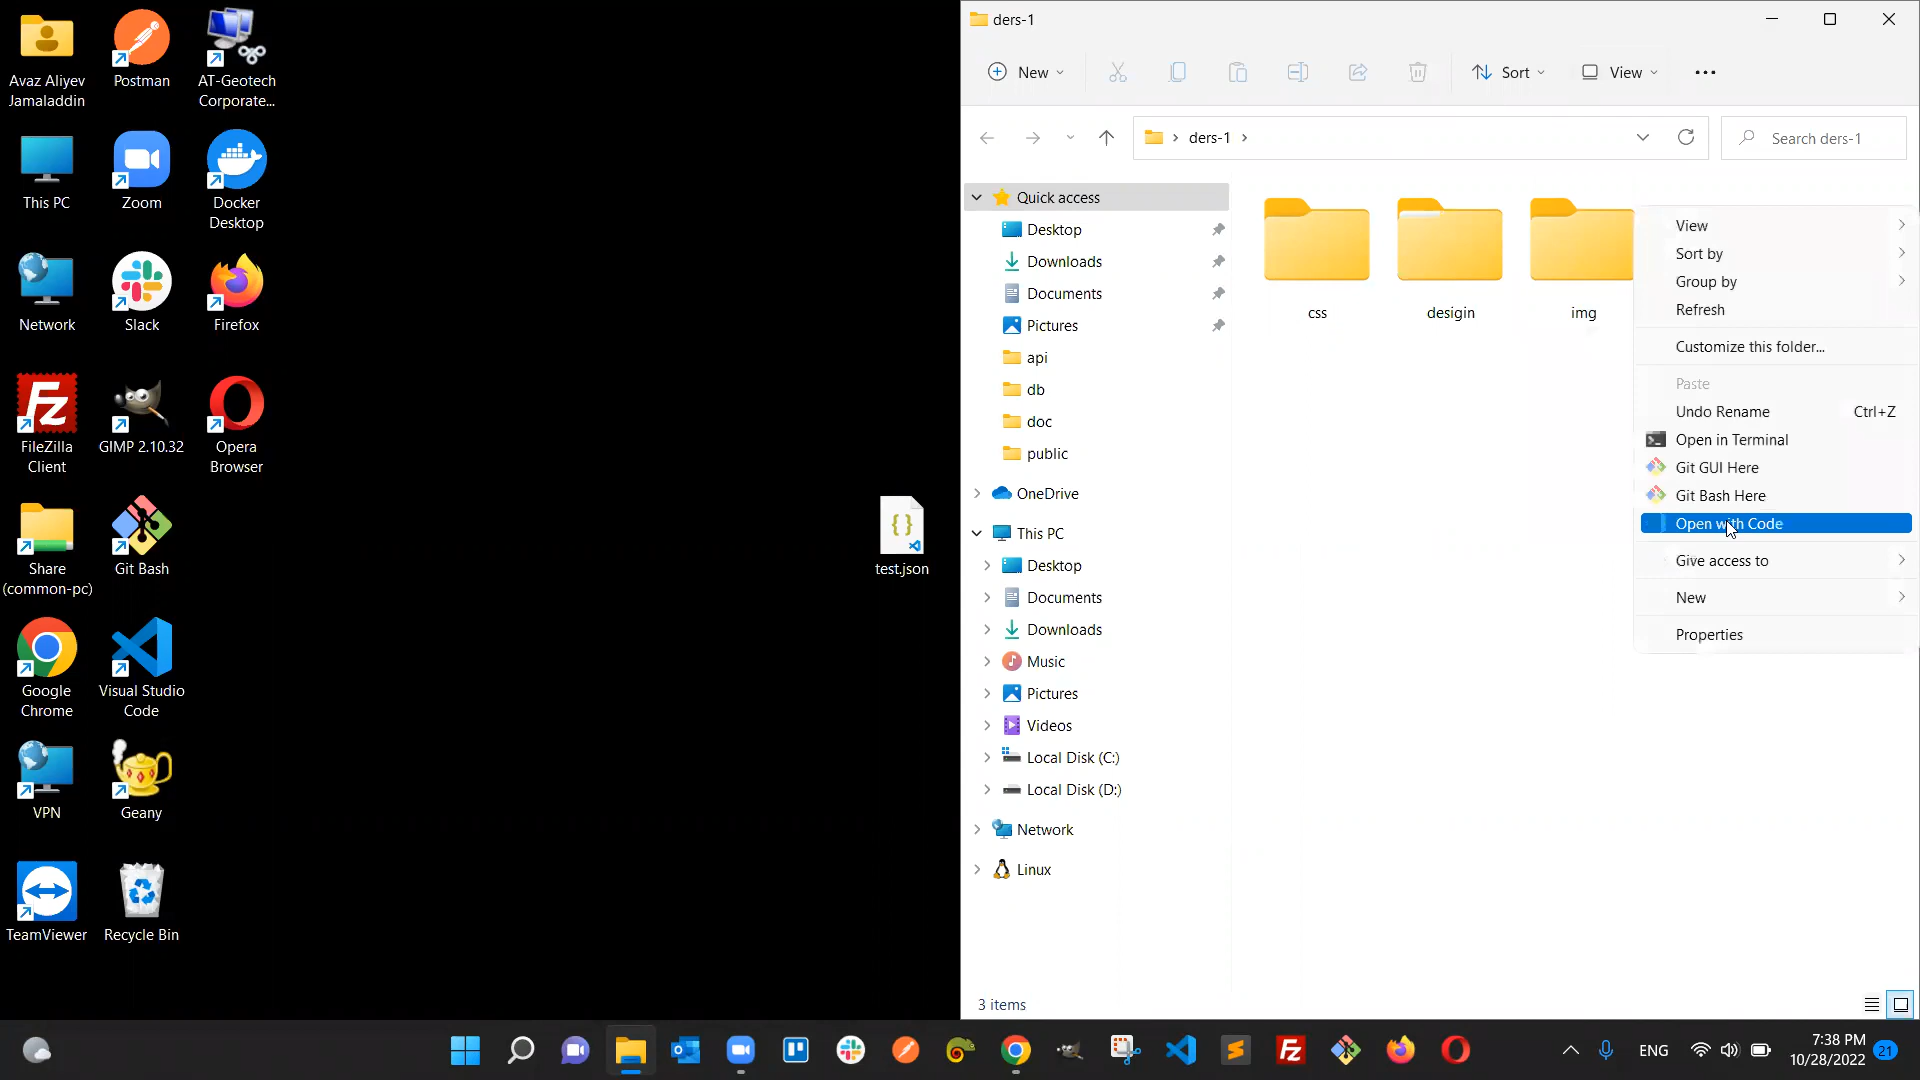 Avaz Aliyev
Jamaladdin
Postman
AT-Geotech
Corporate...
This PC
Zoom
Docker
Desktop
Network
Slack
Firefox
FileZilla
Client
GIMP 2.10.32
Opera
Browser
Share
(common-pc)
Git Bash
Google
Chrome
Visual Studio
Code
VPN
Geany
TeamViewer
Recycle Bin
test.json
ders-1
New
Sort
View
ders-1
Search ders-1
Quick access
Desktop
Downloads
Documents
Pictures
api
db
doc
public
OneDrive
This PC
Desktop
Documents
Downloads
Music
Pictures
Videos
Local Disk (C:)
Local Disk (D:)
Network
Linux
css
desigin
img
View
Sort by
Group by
Refresh
Customize this folder...
Paste
Undo Rename Ctrl+Z
Open in Terminal
Git GUI Here
Git Bash Here
Open with Code
Give access to
New
Properties
3 items
Fz
ENG
7:38 PM
10/28/2022
21